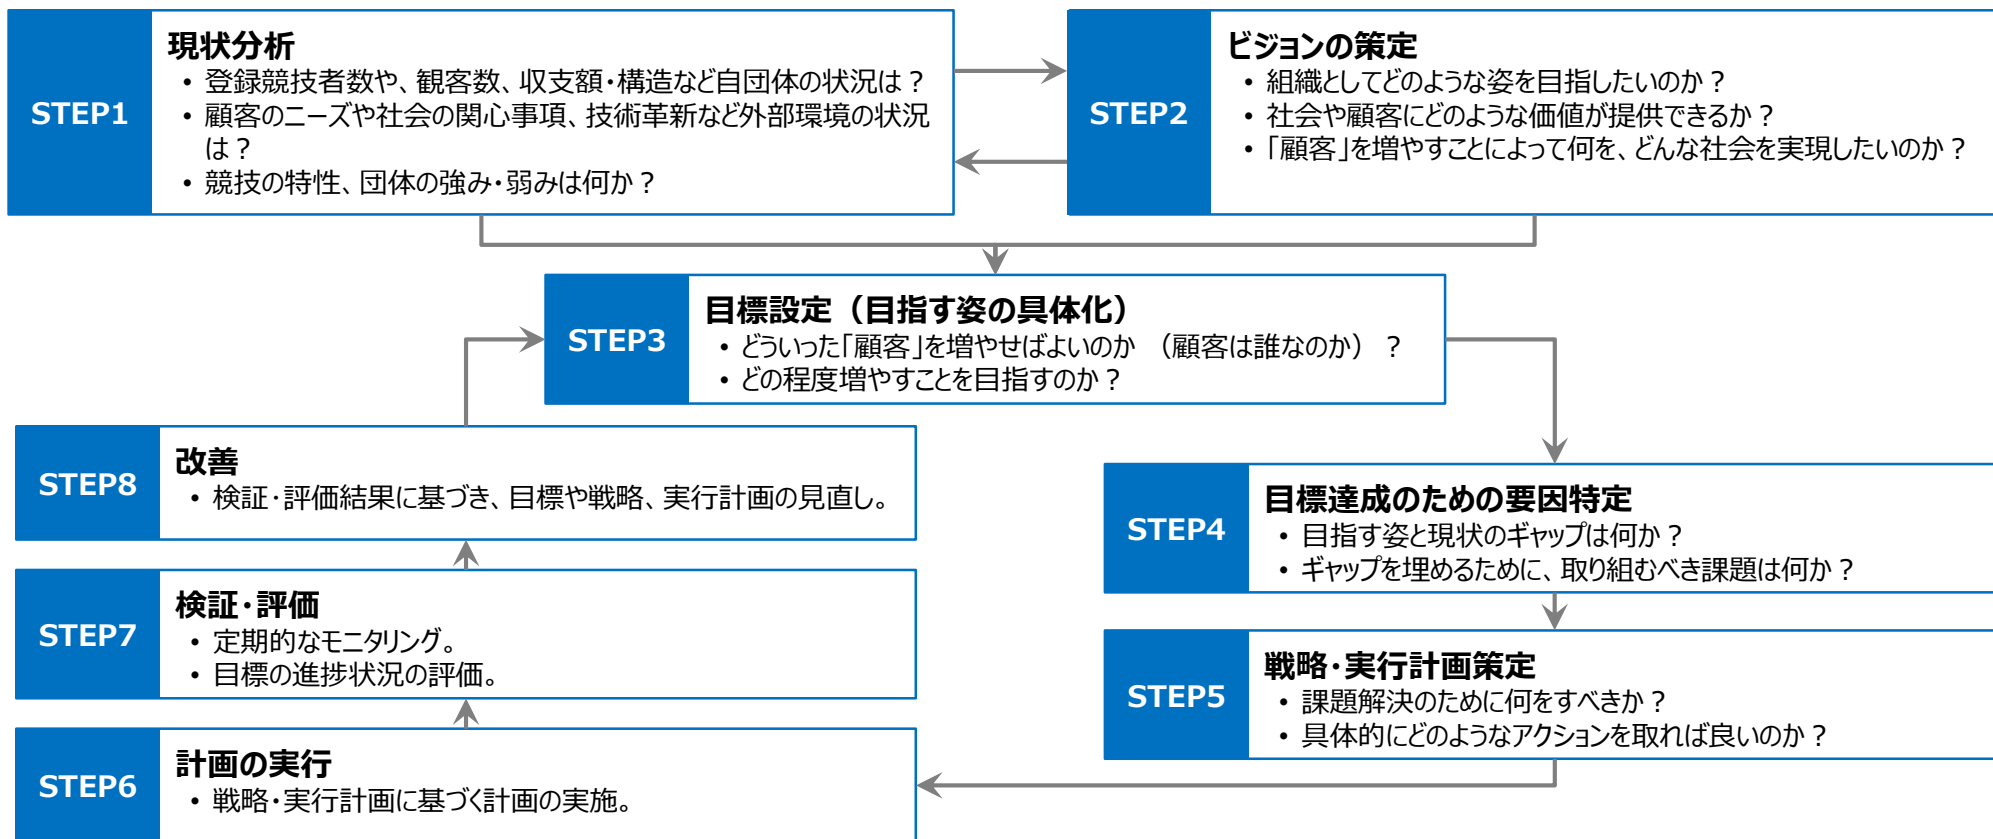 STEP1
現状分析
• 登録競技者数や、観客数、収支額・構造など自団体の状況は？
• 顧客のニーズや社会の関心事項、技術革新など外部環境の状況
は？
• 競技の特性、団体の強み・弱みは何か？
STEP2
ビジョンの策定
• 組織としてどのような姿を目指したいのか？
• 社会や顧客にどのような価値が提供できるか？
• 「顧客」を増やすことによって何を、どんな社会を実現したいのか？
STEP3
目標設定（目指す姿の具体化）
• どういった「顧客」を増やせばよいのか （顧客は誰なのか）？
• どの程度増やすことを目指すのか？
STEP4
目標達成のための要因特定
• 目指す姿と現状のギャップは何か？
• ギャップを埋めるために、取り組むべき課題は何か？
STEP5
戦略・実行計画策定
• 課題解決のために何をすべきか？
• 具体的にどのようなアクションを取れば良いのか？
STEP6
計画の実行
• 戦略・実行計画に基づく計画の実施。
STEP7
検証・評価
• 定期的なモニタリング。
• 目標の進捗状況の評価。
STEP8
改善
• 検証・評価結果に基づき、目標や戦略、実行計画の見直し。